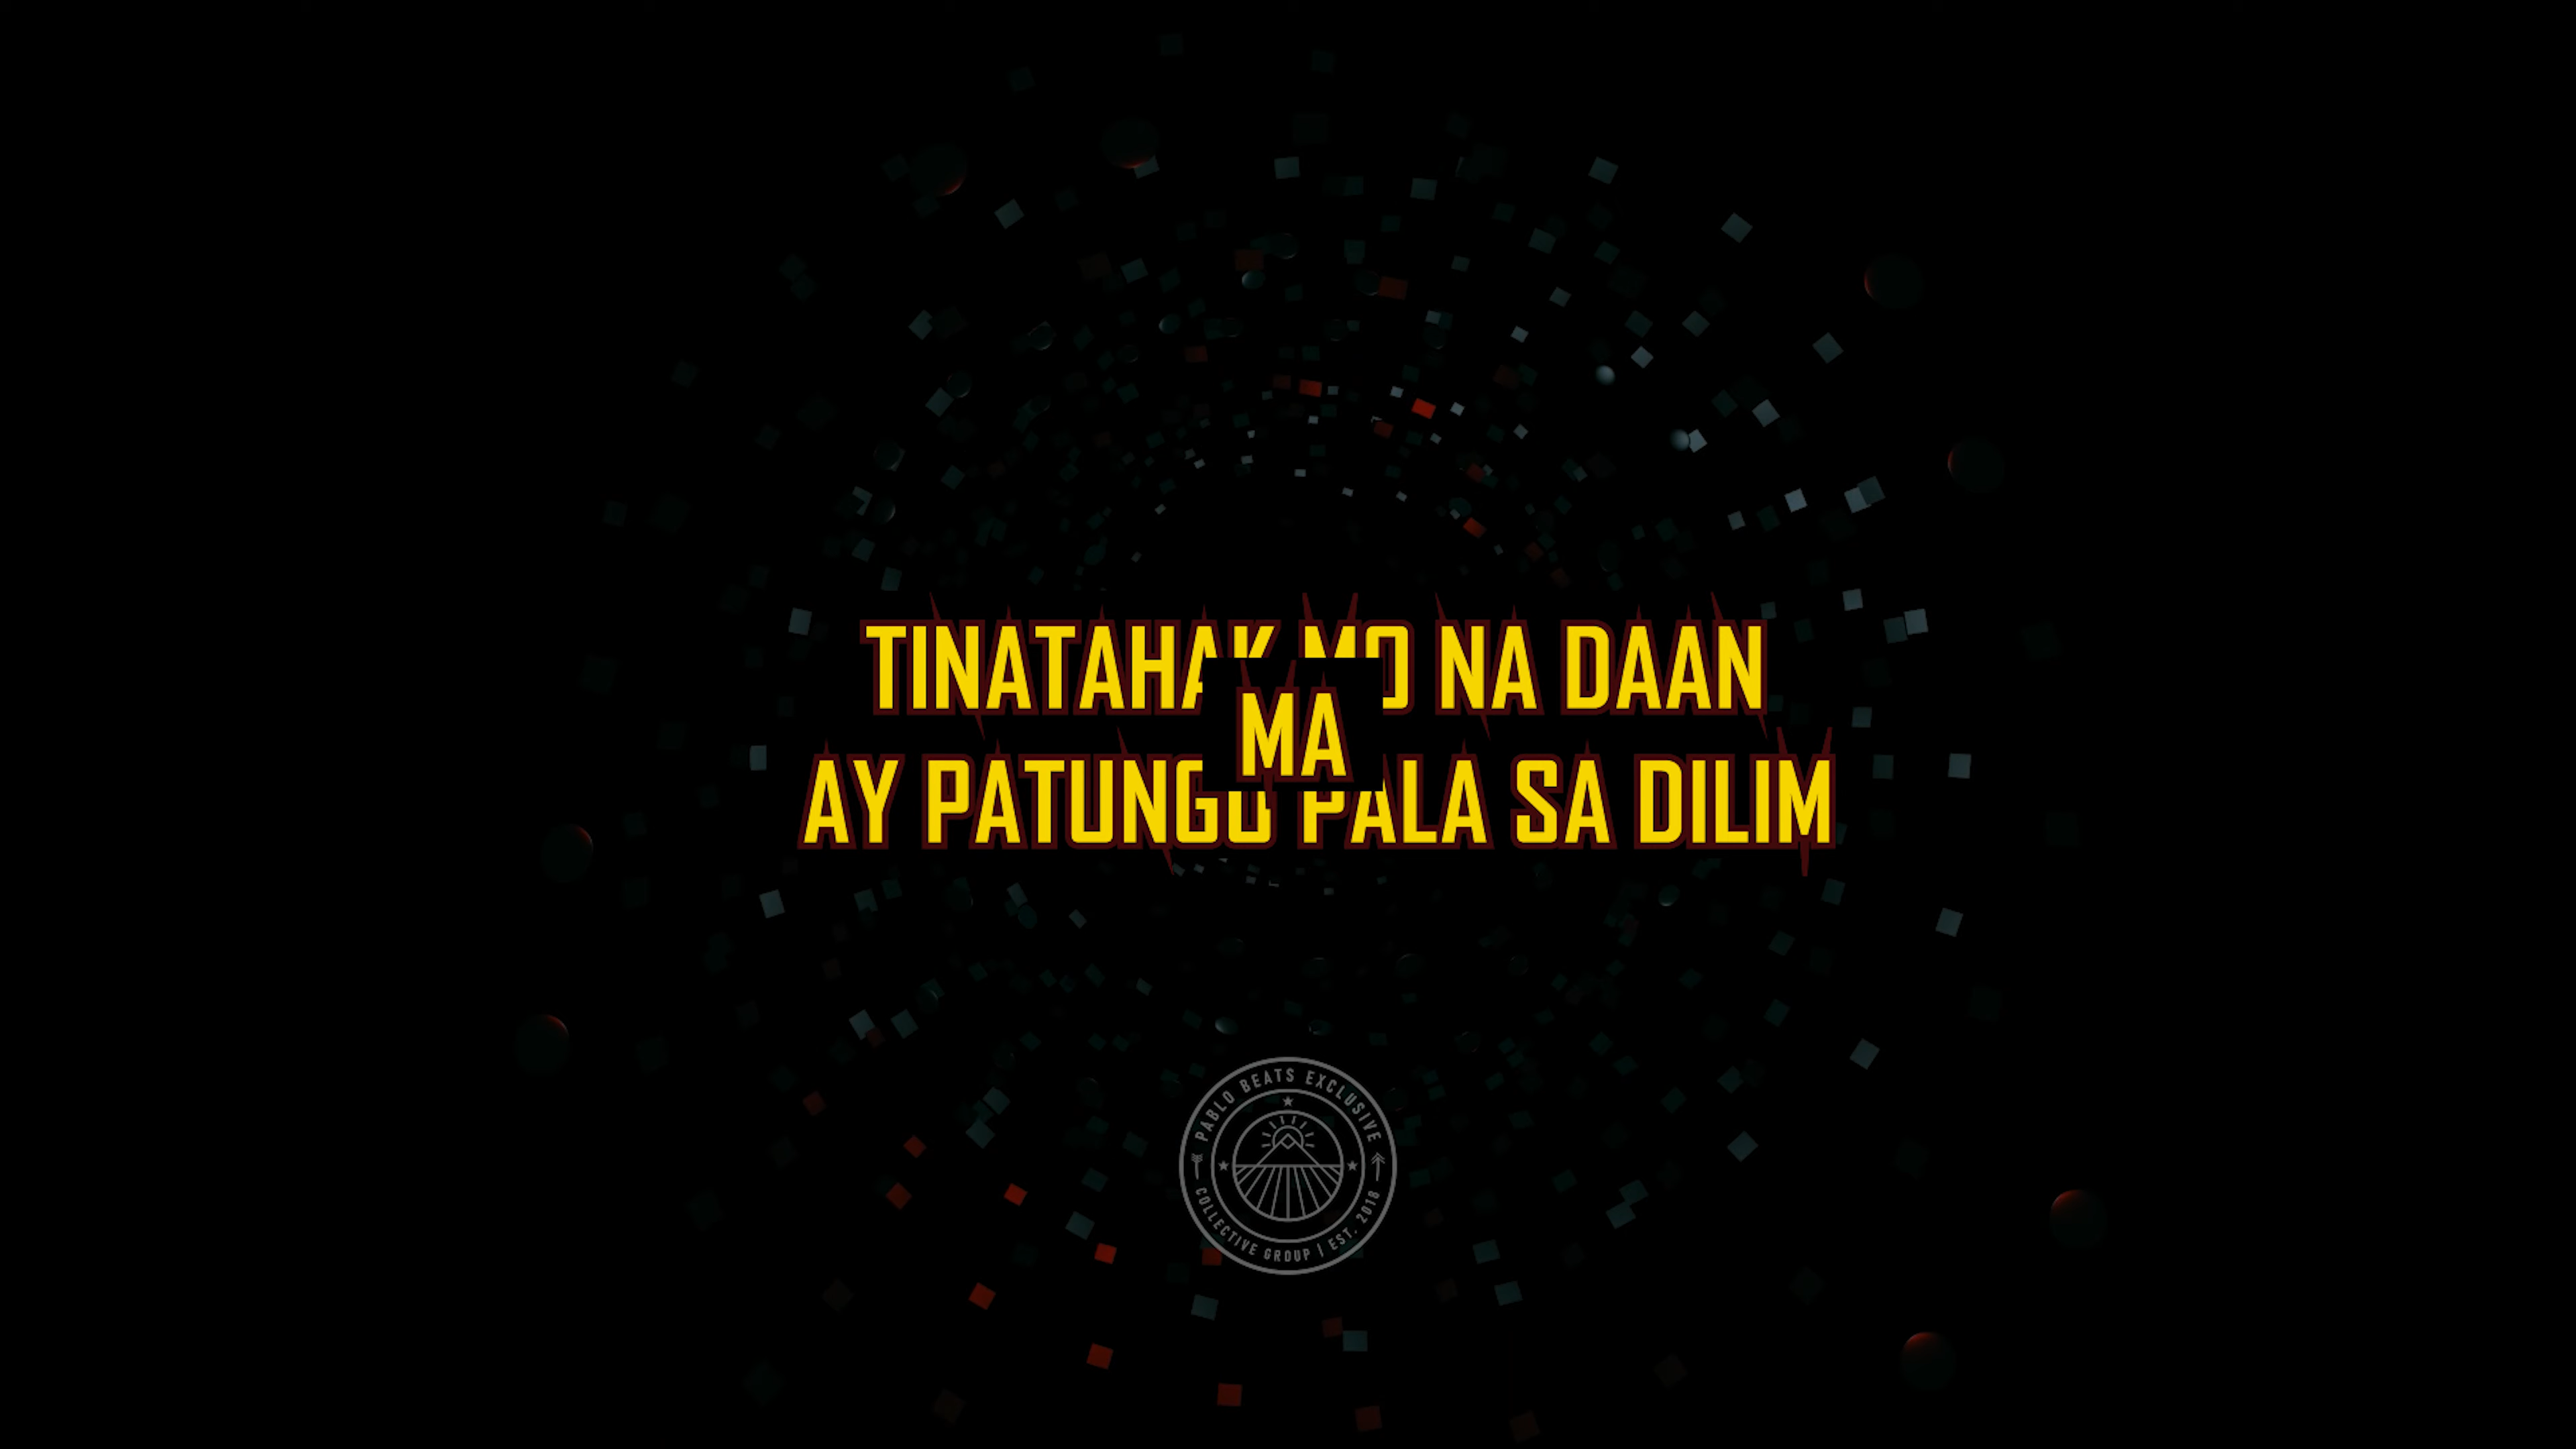 TINATAHAK MO NA DAAN
MA
AY PATUNGO PALA SA DILIM
PABLO BEATS EXCLUSIVE
COLLECTIVE GROUP | EST. 2018